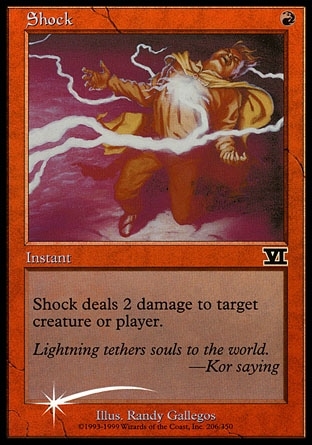 Shock
Instant
VI
Shock deals 2 damage to target
creature or player.
Lightning tethers souls to the world.
—Kor saying
Illus. Randy Gallegos
©1993-1999 Wizards of the Coast, Inc. 206/350